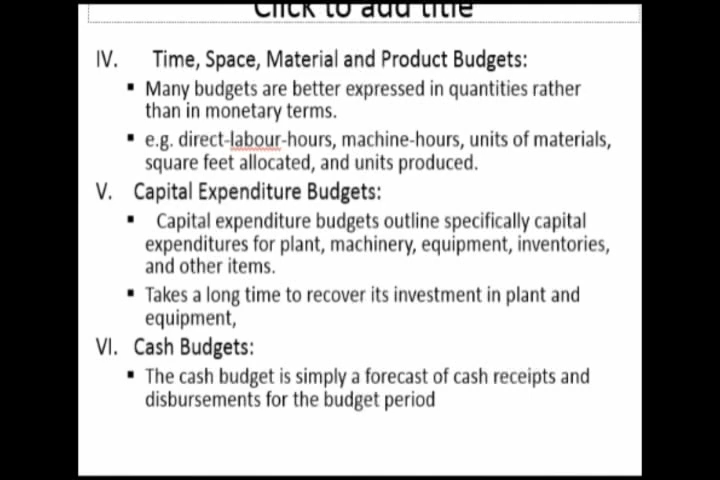 Click to add title
IV. Time, Space, Material and Product Budgets:
▪ Many budgets are better expressed in quantities rather
than in monetary terms.
▪ e.g. direct-labour-hours, machine-hours, units of materials,
square feet allocated, and units produced.
V. Capital Expenditure Budgets:
▪ Capital expenditure budgets outline specifically capital
expenditures for plant, machinery, equipment, inventories,
and other items.
▪ Takes a long time to recover its investment in plant and
equipment,
VI. Cash Budgets:
▪ The cash budget is simply a forecast of cash receipts and
disbursements for the budget period